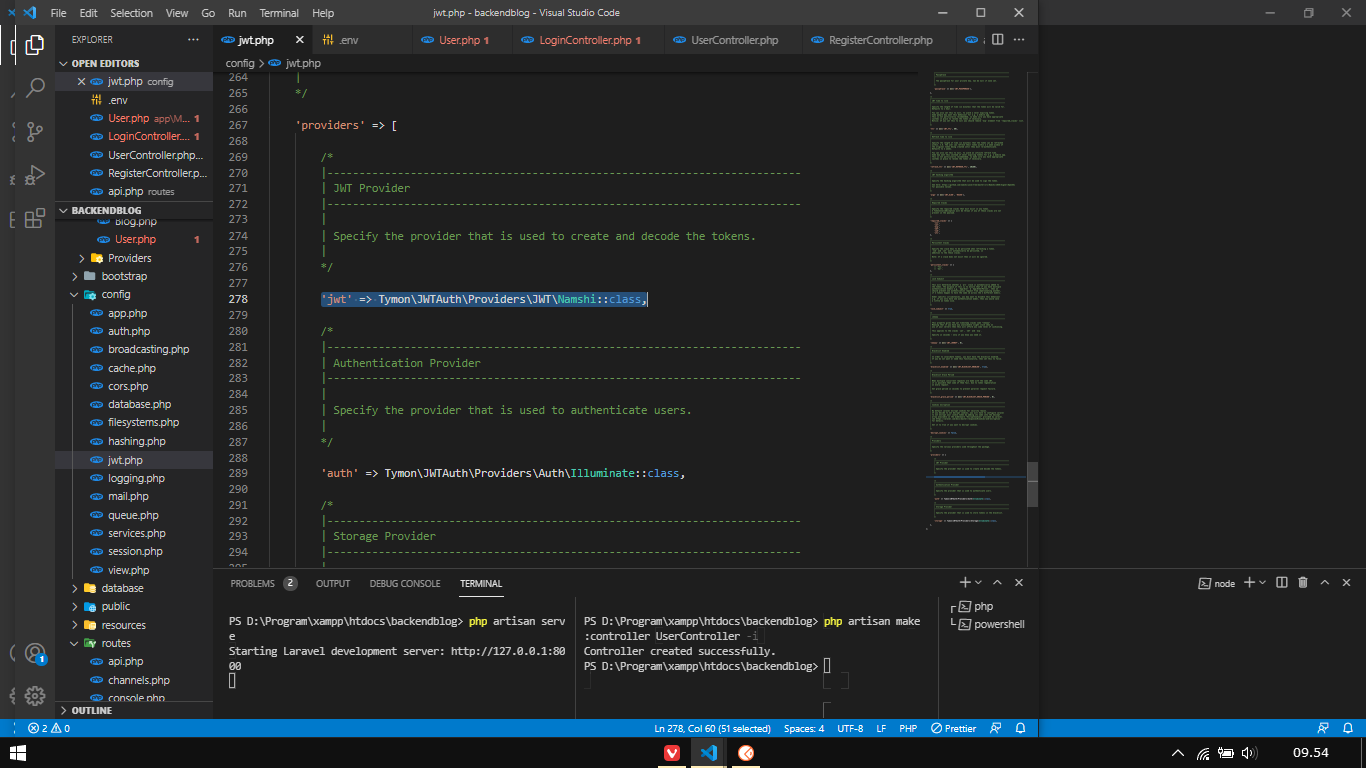 File Edit Selection View Go Run Terminal Help
jwt.php - backendblog - Visual Studio Code
EXPLORER
OPEN EDITORS
jwt.php config
.env
User.php app\M... 1
LoginController.... 1
UserController.php...
RegisterController.p...
api.php routes
BACKENDBLOG
Blog.php
User.php 1
Providers
bootstrap
config
app.php
auth.php
broadcasting.php
cache.php
cors.php
database.php
filesystems.php
hashing.php
jwt.php
logging.php
mail.php
queue.php
services.php
session.php
view.php
database
public
resources
routes
api.php
channels.php
console.php
OUTLINE
jwt.php
.env
User.php 1
LoginController.php 1
UserController.php
RegisterController.php
config > jwt.php
264 |
265 */
266
267 'providers' => [
268
269 /*
270 |--------------------------------------------------------------------------
271 | JWT Provider
272 |--------------------------------------------------------------------------
273 |
274 | Specify the provider that is used to create and decode the tokens.
275 |
276 */
277
278 'jwt' => Tymon\JWTAuth\Providers\JWT\Namshi::class,
279
280 /*
281 |--------------------------------------------------------------------------
282 | Authentication Provider
283 |--------------------------------------------------------------------------
284 |
285 | Specify the provider that is used to authenticate users.
286 |
287 */
288
289 'auth' => Tymon\JWTAuth\Providers\Auth\Illuminate::class,
290
291 /*
292 |--------------------------------------------------------------------------
293 | Storage Provider
294 |--------------------------------------------------------------------------
PROBLEMS 2 OUTPUT DEBUG CONSOLE TERMINAL
PS D:\Program\xampp\htdocs\backendblog> php artisan serv
e
Starting Laravel development server: http://127.0.0.1:80
00
PS D:\Program\xampp\htdocs\backendblog> php artisan make
:controller UserController -i
Controller created successfully.
PS D:\Program\xampp\htdocs\backendblog>
php
powershell
node
1
2 0
Ln 278, Col 60 (51 selected) Spaces: 4 UTF-8 LF PHP Prettier
09.54